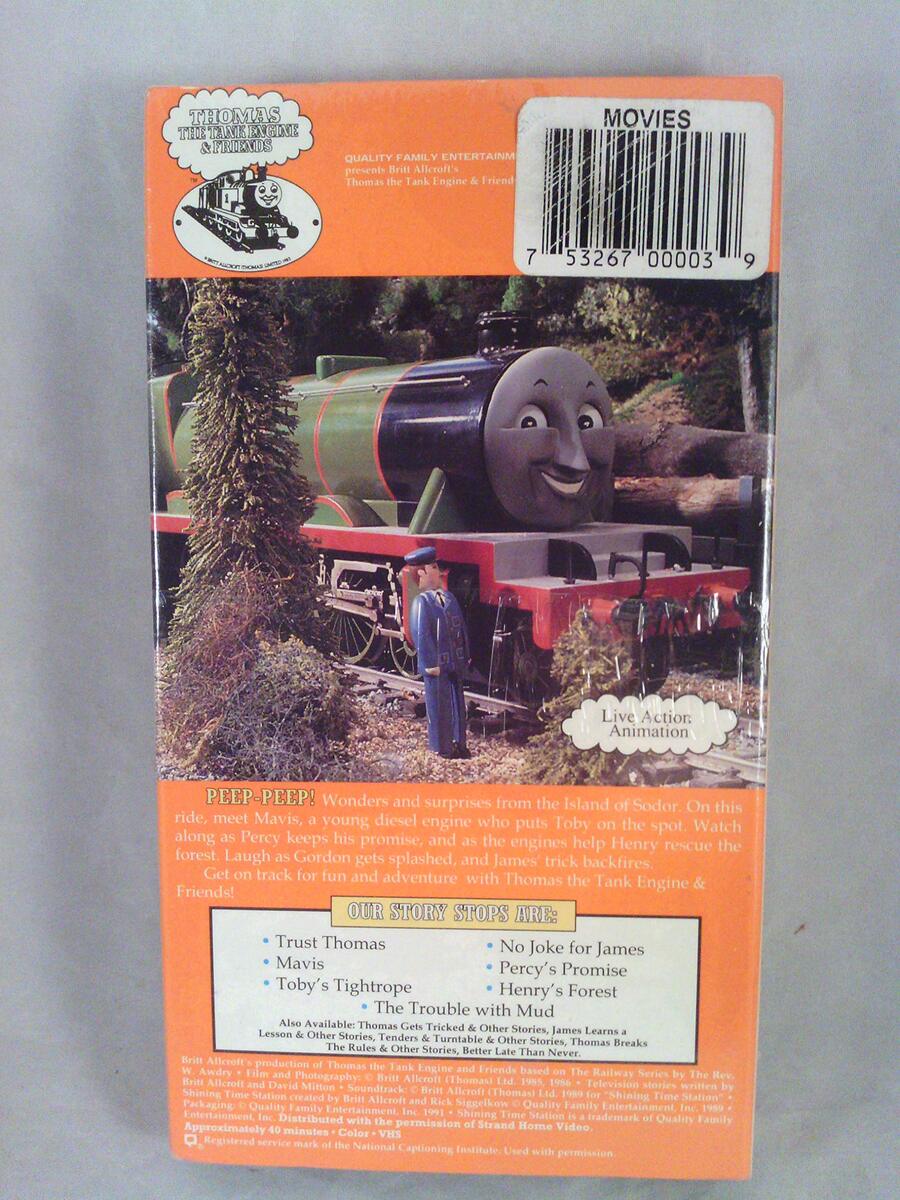 THOMAS
THE TANK ENGINE
& FRIENDS
TM
1
© BRITT ALLCROFT (THOMAS) LIMITED
QUALITY FAMILY ENTERTAINM
presents Britt Allcroft's
Thomas the Tank Engine & Friend
MOVIES
7 53267 00003 9
Live Action
Animation
PEEP-PEEP! Wonders and surprises from the Island of Sodor. On this
ride, meet Mavis, a young diesel engine who puts Toby on the spot. Watch
along as Percy keeps his promise, and as the engines help Henry rescue the
forest. Laugh as Gordon gets splashed, and James' trick backfires.
Get on track for fun and adventure with Thomas the Tank Engine &
Friends!
OUR STORY STOPS ARE:
• Trust Thomas
• Mavis
• Toby's Tightrope
• No Joke for James
• Percy's Promise
• Henry's Forest
• The Trouble with Mud
Also Available: Thomas Gets Tricked & Other Stories, James Learns a
Lesson & Other Stories, Tenders & Turntable & Other Stories, Thomas Breaks
The Rules & Other Stories, Better Late Than Never.
Britt Allcroft's production of Thomas the Tank Engine and Friends based on The Railway Series by The Rev.
W. Awdry • Film and Photography: © Britt Allcroft (Thomas) Ltd. 1985, 1986 • Television stories written by
Britt Allcroft and David Mitton • Soundtrack: © Britt Allcroft (Thomas) Ltd. 1989 for "Shining Time Station" •
Shining Time Station created by Britt Allcroft and Rick Siggelkow © Quality Family Entertainment, Inc. 1989 •
Packaging: © Quality Family Entertainment, Inc. 1991 • Shining Time Station is a trademark of Quality Family
Entertainment, Inc. Distributed with the permission of Strand Home Video.
Approximately 40 minutes • Color • VHS
® Registered service mark of the National Captioning Institute. Used with permission.